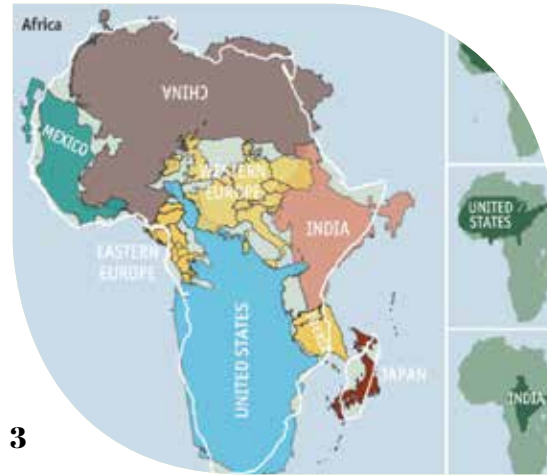 Africa
CHINA
MEXICO
WESTERN
EUROPE
INDIA
EASTERN
EUROPE
UNITED STATES
JAPAN
UNITED
STATES
INDIA
3